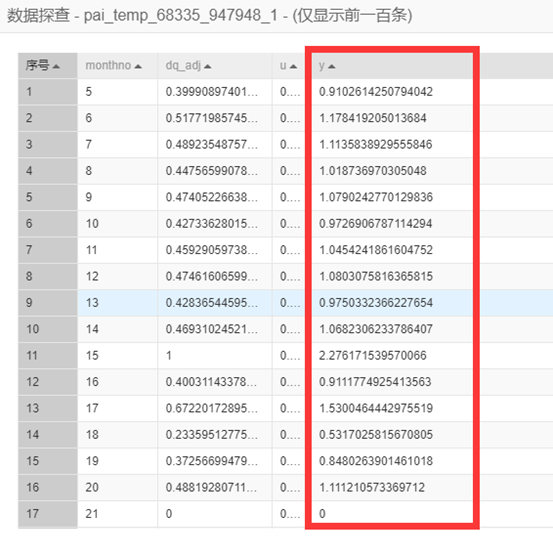 数据探查 - pai_temp_68335_947948_1 - (仅显示前一百条)
序号 monthno dq_adj u y
1 5 0.39990897401... 0.... 0.9102614250794042
2 6 0.51771985745... 0.... 1.178419205013684
3 7 0.48923548757... 0.... 1.1135838929555846
4 8 0.44756599078... 0.... 1.018736970305048
5 9 0.47405226638... 0.... 1.0790242770129836
6 10 0.42733628015... 0.... 0.9726906787114294
7 11 0.45929059738... 0.... 1.0454241861604752
8 12 0.47461606599... 0.... 1.0803075816365815
9 13 0.42836544595... 0.... 0.9750332366227654
10 14 0.46931024521... 0.... 1.0682306233786407
11 15 1 0.... 2.276171539570066
12 16 0.40031143378... 0.... 0.9111774925413563
13 17 0.67220172895... 0.... 1.5300464442975519
14 18 0.23359512775... 0.... 0.5317025815670805
15 19 0.37256699479... 0.... 0.8480263901461018
16 20 0.48819280711... 0.... 1.111210573369712
17 21 0 0.... 0